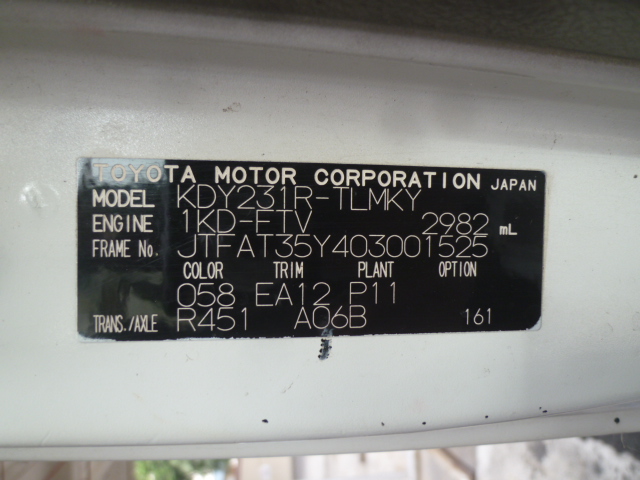 TOYOTA MOTOR CORPORATION JAPAN
MODEL KDY231R-TLMKY
ENGINE 1KD-FTV 2982 mL
FRAME No. JTFAT35Y403001525
COLOR TRIM PLANT OPTION
058 EA12 P11
TRANS./AXLE R451 A06B 161